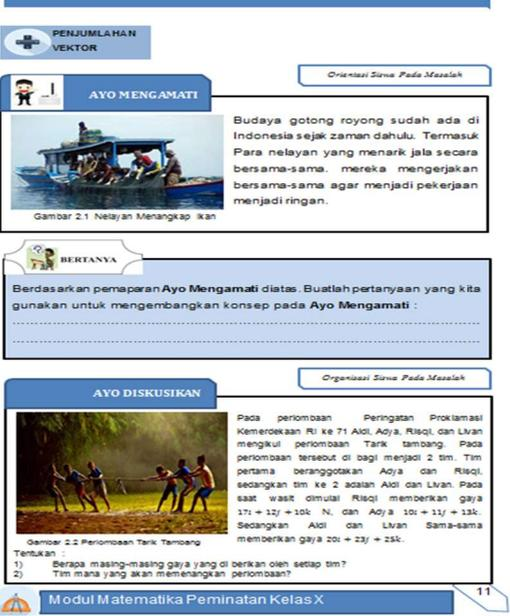 PENJUMLAHAN
VEKTOR
Orientasi Siswa Pada Masalah
AYO MENGAMATI
Budaya gotong royong sudah ada di
Indonesia sejak zaman dahulu. Termasuk
Para nelayan yang menarik jala secara
bersama-sama. mereka mengerjakan
bersama-sama agar menjadi pekerjaan
menjadi ringan.
Gambar 2.1 Nelayan Menangkap Ikan
BERTANYA
Berdasarkan pemaparan Ayo Mengamati diatas. Buatlah pertanyaan yang kita
gunakan untuk mengembangkan konsep pada Ayo Mengamati :
Organisasi Siswa Pada Masalah
AYO DISKUSIKAN
Pada perlombaan Peringatan Proklamasi
Kemerdekaan RI ke 71 Aldi, Adya, Risqi, dan Livan
mengikuI perlombaan Tarik tambang. Pada
perlombaan tersebut di bagi menjadi 2 tim. Tim
pertama beranggotakan Adya dan Risqi,
sedangkan tim ke 2 adalah Aldi dan Livan. Pada
saat wasit dimulai Risqi memberikan gaya
17i + 12j + 10k N, dan Adya 10i + 11j + 13k.
Sedangkan Aldi dan Livan Sama-sama
memberikan gaya 20i + 23j + 25k.
Gambar 2.2 Perlombaan Tarik Tambang
Tentukan :
1) Berapa masing-masing gaya yang di berikan oleh setiap tim?
2) Tim mana yang akan memenangkan perlombaan?
11
Modul Matematika Peminatan Kelas X